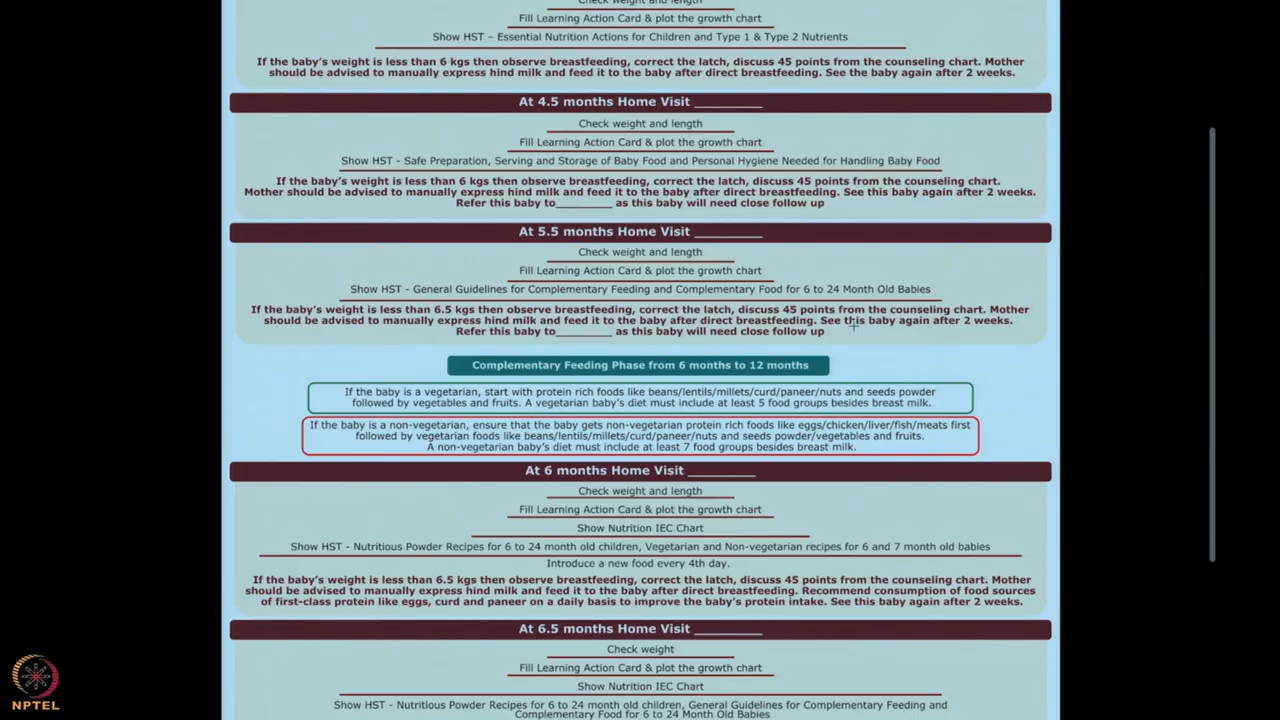 Check weight and length
Fill Learning Action Card & plot the growth chart
Show HST – Essential Nutrition Actions for Children and Type 1 & Type 2 Nutrients
If the baby's weight is less than 6 kgs then observe breastfeeding, correct the latch, discuss 45 points from the counseling chart. Mother
should be advised to manually express hind milk and feed it to the baby after direct breastfeeding. See the baby again after 2 weeks.
At 4.5 months Home Visit __________
Check weight and length
Fill Learning Action Card & plot the growth chart
Show HST - Safe Preparation, Serving and Storage of Baby Food and Personal Hygiene Needed for Handling Baby Food
If the baby's weight is less than 6 kgs then observe breastfeeding, correct the latch, discuss 45 points from the counseling chart.
Mother should be advised to manually express hind milk and feed it to the baby after direct breastfeeding. See this baby again after 2 weeks.
Refer this baby to_________ as this baby will need close follow up
At 5.5 months Home Visit __________
Check weight and length
Fill Learning Action Card & plot the growth chart
Show HST - General Guidelines for Complementary Feeding and Complementary Food for 6 to 24 Month Old Babies
If the baby's weight is less than 6.5 kgs then observe breastfeeding, correct the latch, discuss 45 points from the counseling chart. Mother
should be advised to manually express hind milk and feed it to the baby after direct breastfeeding. See this baby again after 2 weeks.
Refer this baby to_________ as this baby will need close follow up
Complementary Feeding Phase from 6 months to 12 months
If the baby is a vegetarian, start with protein rich foods like beans/lentils/millets/curd/paneer/nuts and seeds powder
followed by vegetables and fruits. A vegetarian baby's diet must include at least 5 food groups besides breast milk.
If the baby is a non-vegetarian, ensure that the baby gets non-vegetarian protein rich foods like eggs/chicken/liver/fish/meats first
followed by vegetarian foods like beans/lentils/millets/curd/paneer/nuts and seeds powder/vegetables and fruits.
A non-vegetarian baby's diet must include at least 7 food groups besides breast milk.
At 6 months Home Visit __________
Check weight and length
Fill Learning Action Card & plot the growth chart
Show Nutrition IEC Chart
Show HST - Nutritious Powder Recipes for 6 to 24 month old children, Vegetarian and Non-vegetarian recipes for 6 and 7 month old babies
Introduce a new food every 4th day.
If the baby's weight is less than 6.5 kgs then observe breastfeeding, correct the latch, discuss 45 points from the counseling chart. Mother
should be advised to manually express hind milk and feed it to the baby after direct breastfeeding. Recommend consumption of food sources
of first-class protein like eggs, curd and paneer on a daily basis to improve the baby's protein intake. See this baby again after 2 weeks.
At 6.5 months Home Visit __________
Check weight
Fill Learning Action Card & plot the growth chart
Show Nutrition IEC Chart
Show HST - Nutritious Powder Recipes for 6 to 24 month old children, General Guidelines for Complementary Feeding and
Complementary Food for 6 to 24 Month Old Babies
NPTEL